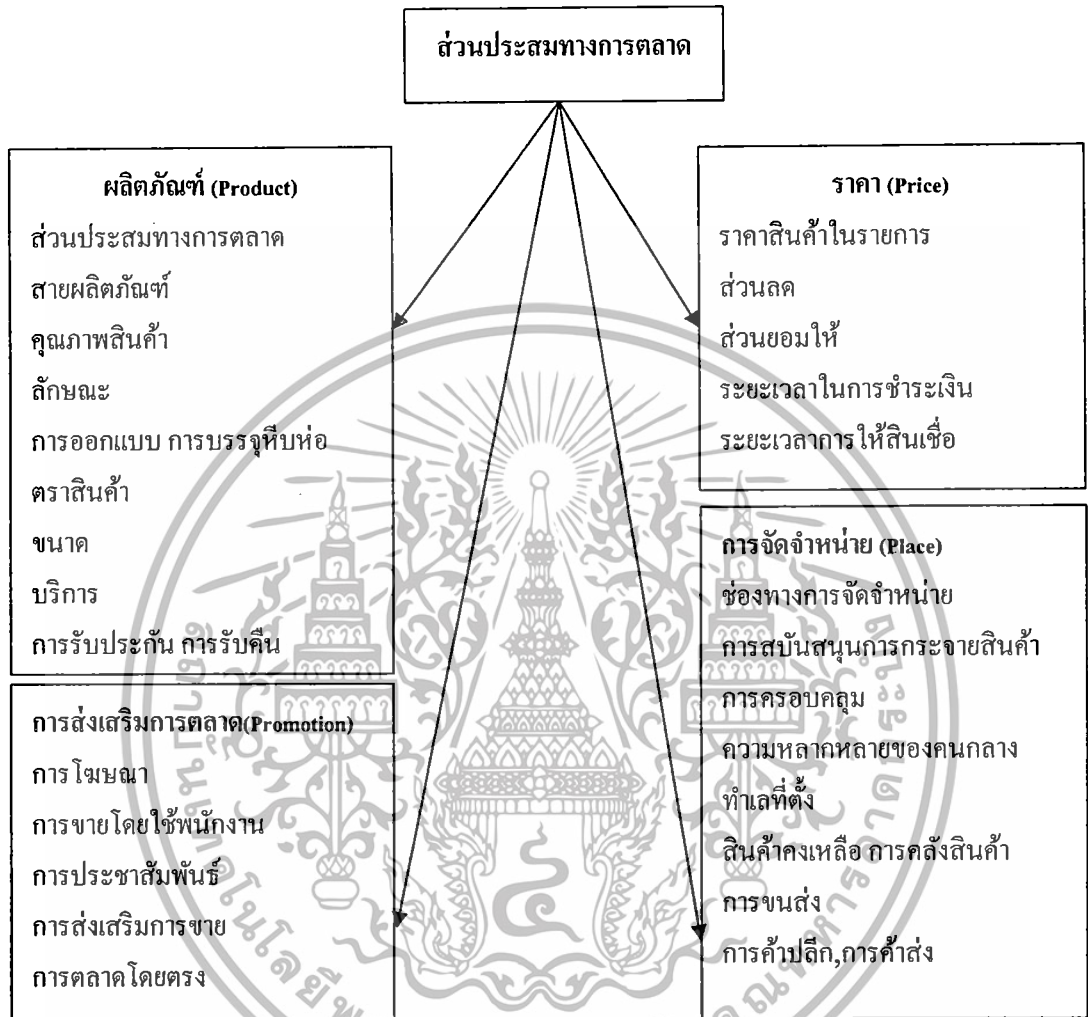 ส่วนประสมทางการตลาด
ผลิตภัณฑ์ (Product)
ส่วนประสมทางการตลาด
สายผลิตภัณฑ์
คุณภาพสินค้า
ลักษณะ
การออกแบบ การบรรจุหีบห่อ
ตราสินค้า
ขนาด
บริการ
การรับประกัน การรับคืน
ราคา (Price)
ราคาสินค้าในรายการ
ส่วนลด
ส่วนยอมให้
ระยะเวลาในการชำระเงิน
ระยะเวลาการให้สินเชื่อ
การส่งเสริมการตลาด(Promotion)
การโฆษณา
การขายโดยใช้พนักงาน
การประชาสัมพันธ์
การส่งเสริมการขาย
การตลาดโดยตรง
การจัดจำหน่าย (Place)
ช่องทางการจัดจำหน่าย
การสนับสนุนการกระจายสินค้า
การครอบคลุม
ความหลากหลายของคนกลาง
ทำเลที่ตั้ง
สินค้าคงเหลือ การคลังสินค้า
การขนส่ง
การค้าปลีก,การค้าส่ง